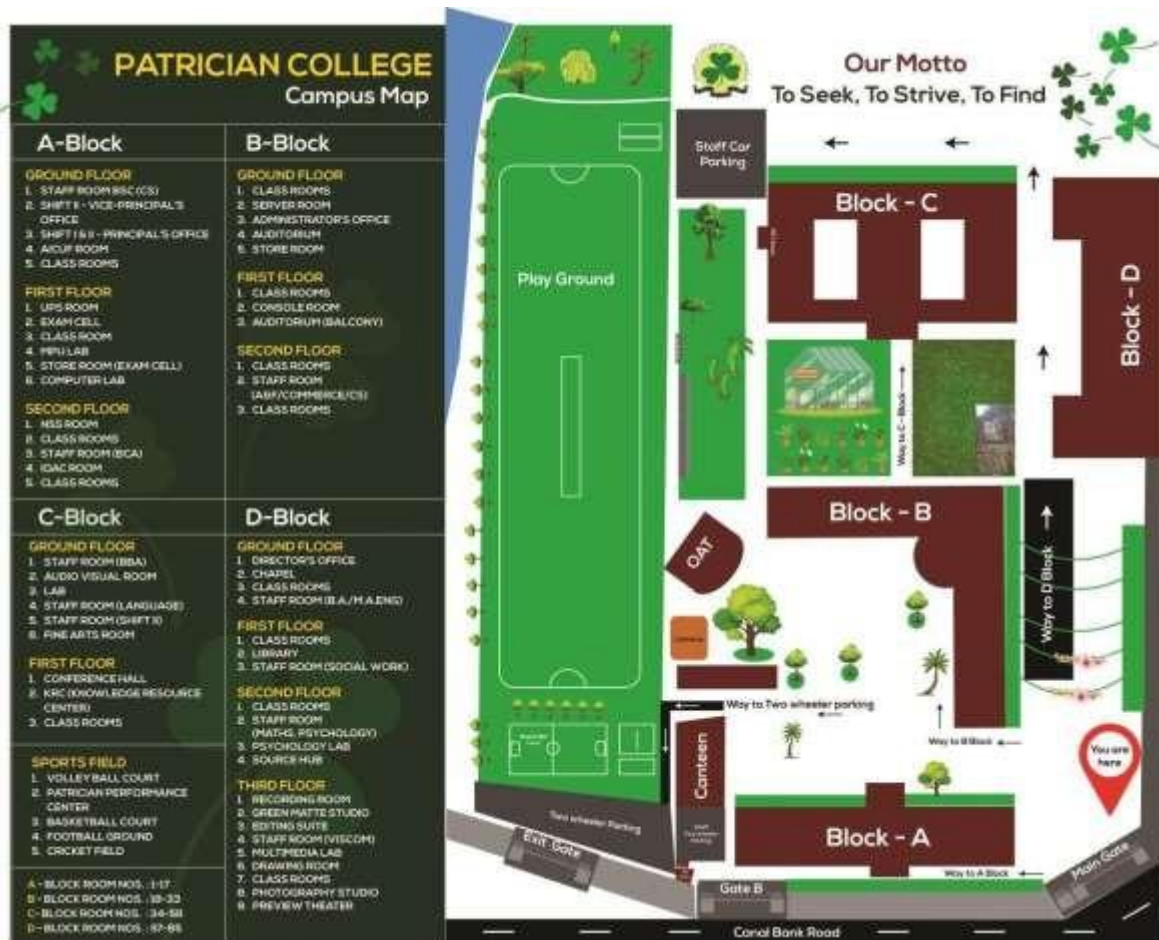 PATRICIAN COLLEGE
Campus Map
A-Block
GROUND FLOOR
1. STAFF ROOM BSC (CS)
2. SHIFT II - VICE-PRINCIPAL'S
OFFICE
3. SHIFT I & II - PRINCIPAL'S OFFICE
4. AICUF ROOM
5. CLASS ROOMS
FIRST FLOOR
1. UPS ROOM
2. EXAM CELL
3. CLASS ROOM
4. MPU LAB
5. STORE ROOM (EXAM CELL)
6. COMPUTER LAB
SECOND FLOOR
1. NSS ROOM
2. CLASS ROOMS
3. STAFF ROOM (BCA)
4. IQAC ROOM
5. CLASS ROOMS
B-Block
GROUND FLOOR
1. CLASS ROOMS
2. SERVER ROOM
3. ADMINISTRATOR'S OFFICE
4. AUDITORIUM
5. STORE ROOM
FIRST FLOOR
1. CLASS ROOMS
2. CONSOLE ROOM
3. AUDITORIUM (BALCONY)
SECOND FLOOR
1. CLASS ROOMS
2. STAFF ROOM
(A&F/COMMERCE/CS)
3. CLASS ROOMS
C-Block
GROUND FLOOR
1. STAFF ROOM (BBA)
2. AUDIO VISUAL ROOM
3. LAB
4. STAFF ROOM (LANGUAGE)
5. STAFF ROOM (SHIFT II)
6. FINE ARTS ROOM
FIRST FLOOR
1. CONFERENCE HALL
2. KRC (KNOWLEDGE RESOURCE
CENTER)
3. CLASS ROOMS
SPORTS FIELD
1. VOLLEY BALL COURT
2. PATRICIAN PERFORMANCE
CENTER
3. BASKETBALL COURT
4. FOOTBALL GROUND
5. CRICKET FIELD
A - BLOCK ROOM NOS. :1-17
B - BLOCK ROOM NOS. :18-33
C- BLOCK ROOM NOS. :34-56
D - BLOCK ROOM NOS. :57-85
D-Block
GROUND FLOOR
1. DIRECTOR'S OFFICE
2. CHAPEL
3. CLASS ROOMS
4. STAFF ROOM (B.A./M.A.ENG)
FIRST FLOOR
1. CLASS ROOMS
2. LIBRARY
3. STAFF ROOM (SOCIAL WORK)
SECOND FLOOR
1. CLASS ROOMS
2. STAFF ROOM
(MATHS, PSYCHOLOGY)
3. PSYCHOLOGY LAB
4. SOURCE HUB
THIRD FLOOR
1. RECORDING ROOM
2. GREEN MATTE STUDIO
3. EDITING SUITE
4. STAFF ROOM (VISCOM)
5. MULTIMEDIA LAB
6. DRAWING ROOM
7. CLASS ROOMS
8. PHOTOGRAPHY STUDIO
9. PREVIEW THEATER
Our Motto
To Seek, To Strive, To Find
Staff Car
Parking
Block - C
Block - D
Play Ground
Way to C - Block
Block - B
OAT
Way to D Block
Way to Two wheeter parking
Way to B Block
You are
here
Canteen
Two wheeter Parking
Block - A
Exit Gate
Way to A Block
Main Gate
Gate B
Canal Bank Road